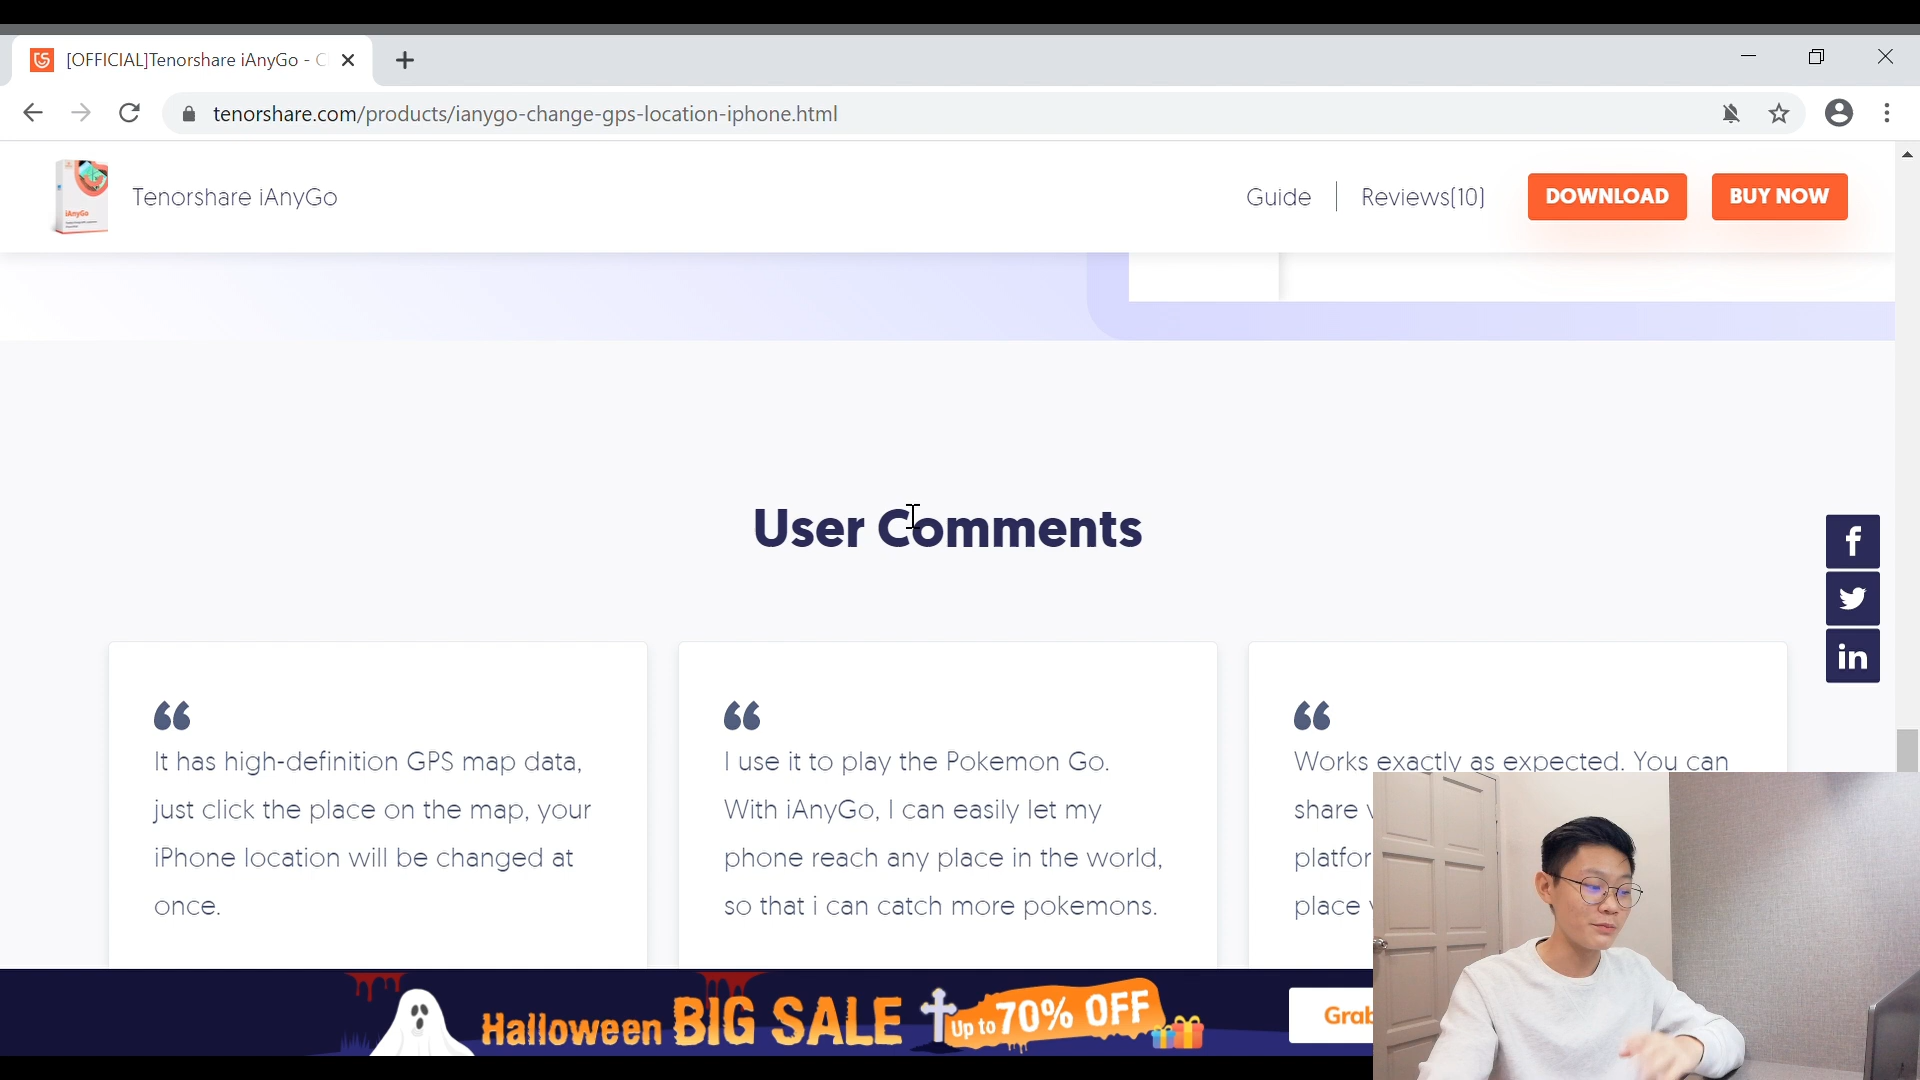 [OFFICIAL]Tenorshare iAnyGo - C
tenorshare.com/products/ianygo-change-gps-location-iphone.html
iAnyGo
Tenorshare iAnyGo
Guide
Reviews(10)
DOWNLOAD
BUY NOW
User Comments
It has high-definition GPS map data,
just click the place on the map, your
iPhone location will be changed at
once.
I use it to play the Pokemon Go.
With iAnyGo, I can easily let my
phone reach any place in the world,
so that i can catch more pokemons.
Works exactly as expected. You can
share
platfor
place
Halloween BIG SALE Up to 70% OFF
Grab